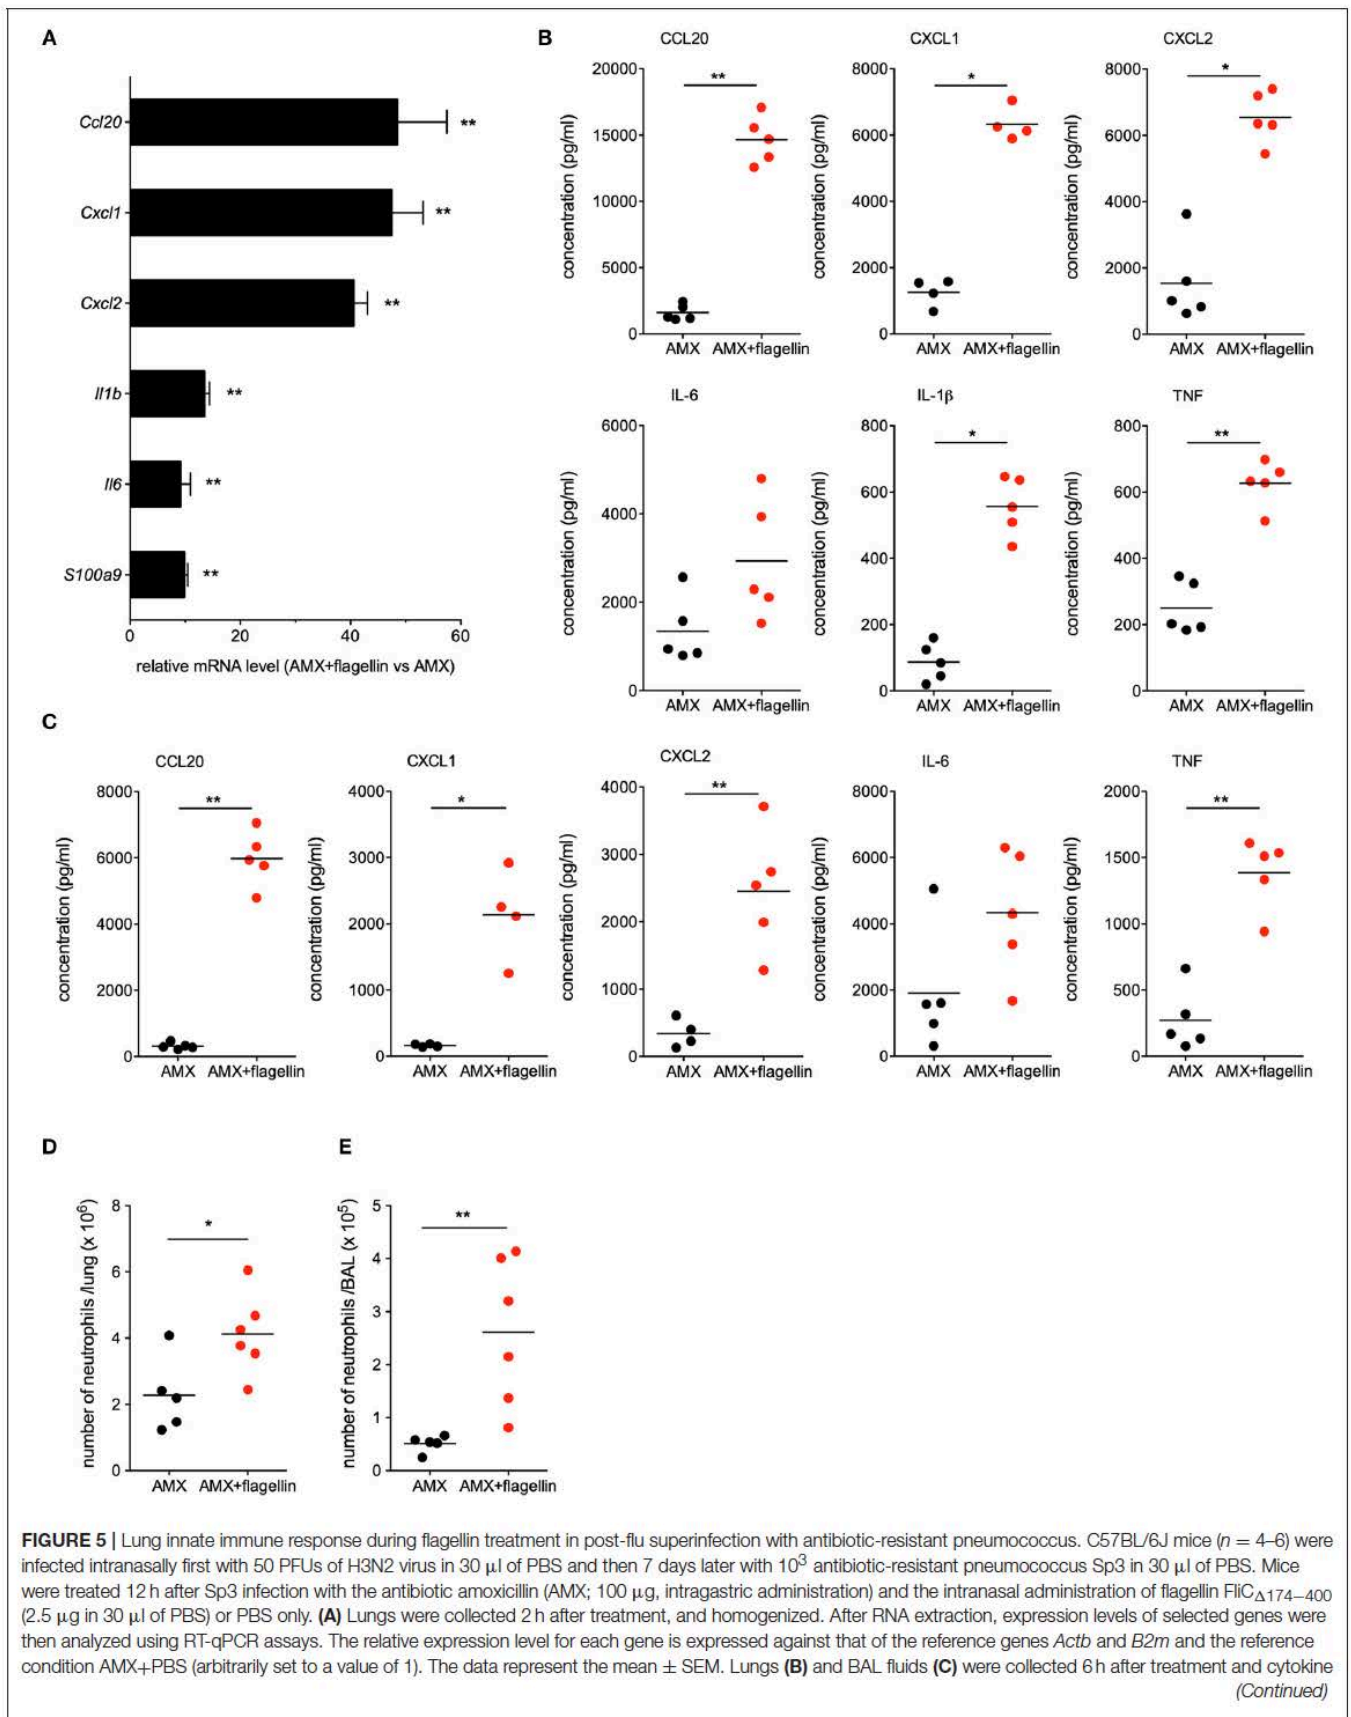 A
Ccl20
**
Cxcl1
**
Cxcl2
**
Il1b
**
Il6
**
S100a9
**
0 20 40 60
relative mRNA level (AMX+flagellin vs AMX)
B
CCL20
concentration (pg/ml)
20000
15000
10000
5000
0
**
AMX AMX+flagellin
CXCL1
concentration (pg/ml)
8000
6000
4000
2000
0
*
AMX AMX+flagellin
CXCL2
concentration (pg/ml)
8000
6000
4000
2000
0
*
AMX AMX+flagellin
IL-6
concentration (pg/ml)
6000
4000
2000
0
AMX AMX+flagellin
IL-1β
concentration (pg/ml)
800
600
400
200
0
*
AMX AMX+flagellin
TNF
concentration (pg/ml)
800
600
400
200
0
**
AMX AMX+flagellin
C
CCL20
concentration (pg/ml)
8000
6000
4000
2000
0
**
AMX AMX+flagellin
CXCL1
concentration (pg/ml)
4000
3000
2000
1000
0
*
AMX AMX+flagellin
CXCL2
concentration (pg/ml)
4000
3000
2000
1000
0
**
AMX AMX+flagellin
IL-6
concentration (pg/ml)
8000
6000
4000
2000
0
AMX AMX+flagellin
TNF
concentration (pg/ml)
2000
1500
1000
500
0
**
AMX AMX+flagellin
D
number of neutrophils /lung (x 10⁶)
8
6
4
2
0
*
AMX AMX+flagellin
E
number of neutrophils /BAL (x 10⁵)
5
4
3
2
1
0
**
AMX AMX+flagellin
FIGURE 5 | Lung innate immune response during flagellin treatment in post-flu superinfection with antibiotic-resistant pneumococcus. C57BL/6J mice (n = 4–6) were
infected intranasally first with 50 PFUs of H3N2 virus in 30 μl of PBS and then 7 days later with 10³ antibiotic-resistant pneumococcus Sp3 in 30 μl of PBS. Mice
were treated 12 h after Sp3 infection with the antibiotic amoxicillin (AMX; 100 μg, intragastric administration) and the intranasal administration of flagellin FliCΔ174−400
(2.5 μg in 30 μl of PBS) or PBS only. (A) Lungs were collected 2 h after treatment, and homogenized. After RNA extraction, expression levels of selected genes were
then analyzed using RT-qPCR assays. The relative expression level for each gene is expressed against that of the reference genes Actb and B2m and the reference
condition AMX+PBS (arbitrarily set to a value of 1). The data represent the mean ± SEM. Lungs (B) and BAL fluids (C) were collected 6 h after treatment and cytokine
(Continued)